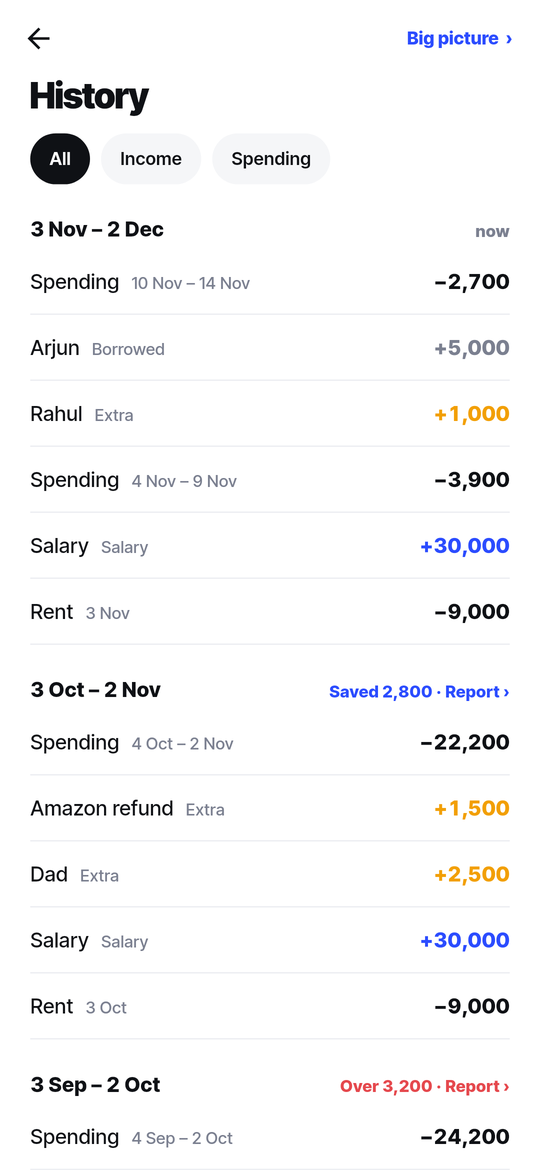 Big picture ›
History
All Income Spending
3 Nov – 2 Dec now
Spending 10 Nov – 14 Nov −2,700
Arjun Borrowed +5,000
Rahul Extra +1,000
Spending 4 Nov – 9 Nov −3,900
Salary Salary +30,000
Rent 3 Nov −9,000
3 Oct – 2 Nov Saved 2,800 · Report ›
Spending 4 Oct – 2 Nov −22,200
Amazon refund Extra +1,500
Dad Extra +2,500
Salary Salary +30,000
Rent 3 Oct −9,000
3 Sep – 2 Oct Over 3,200 · Report ›
Spending 4 Sep – 2 Oct −24,200